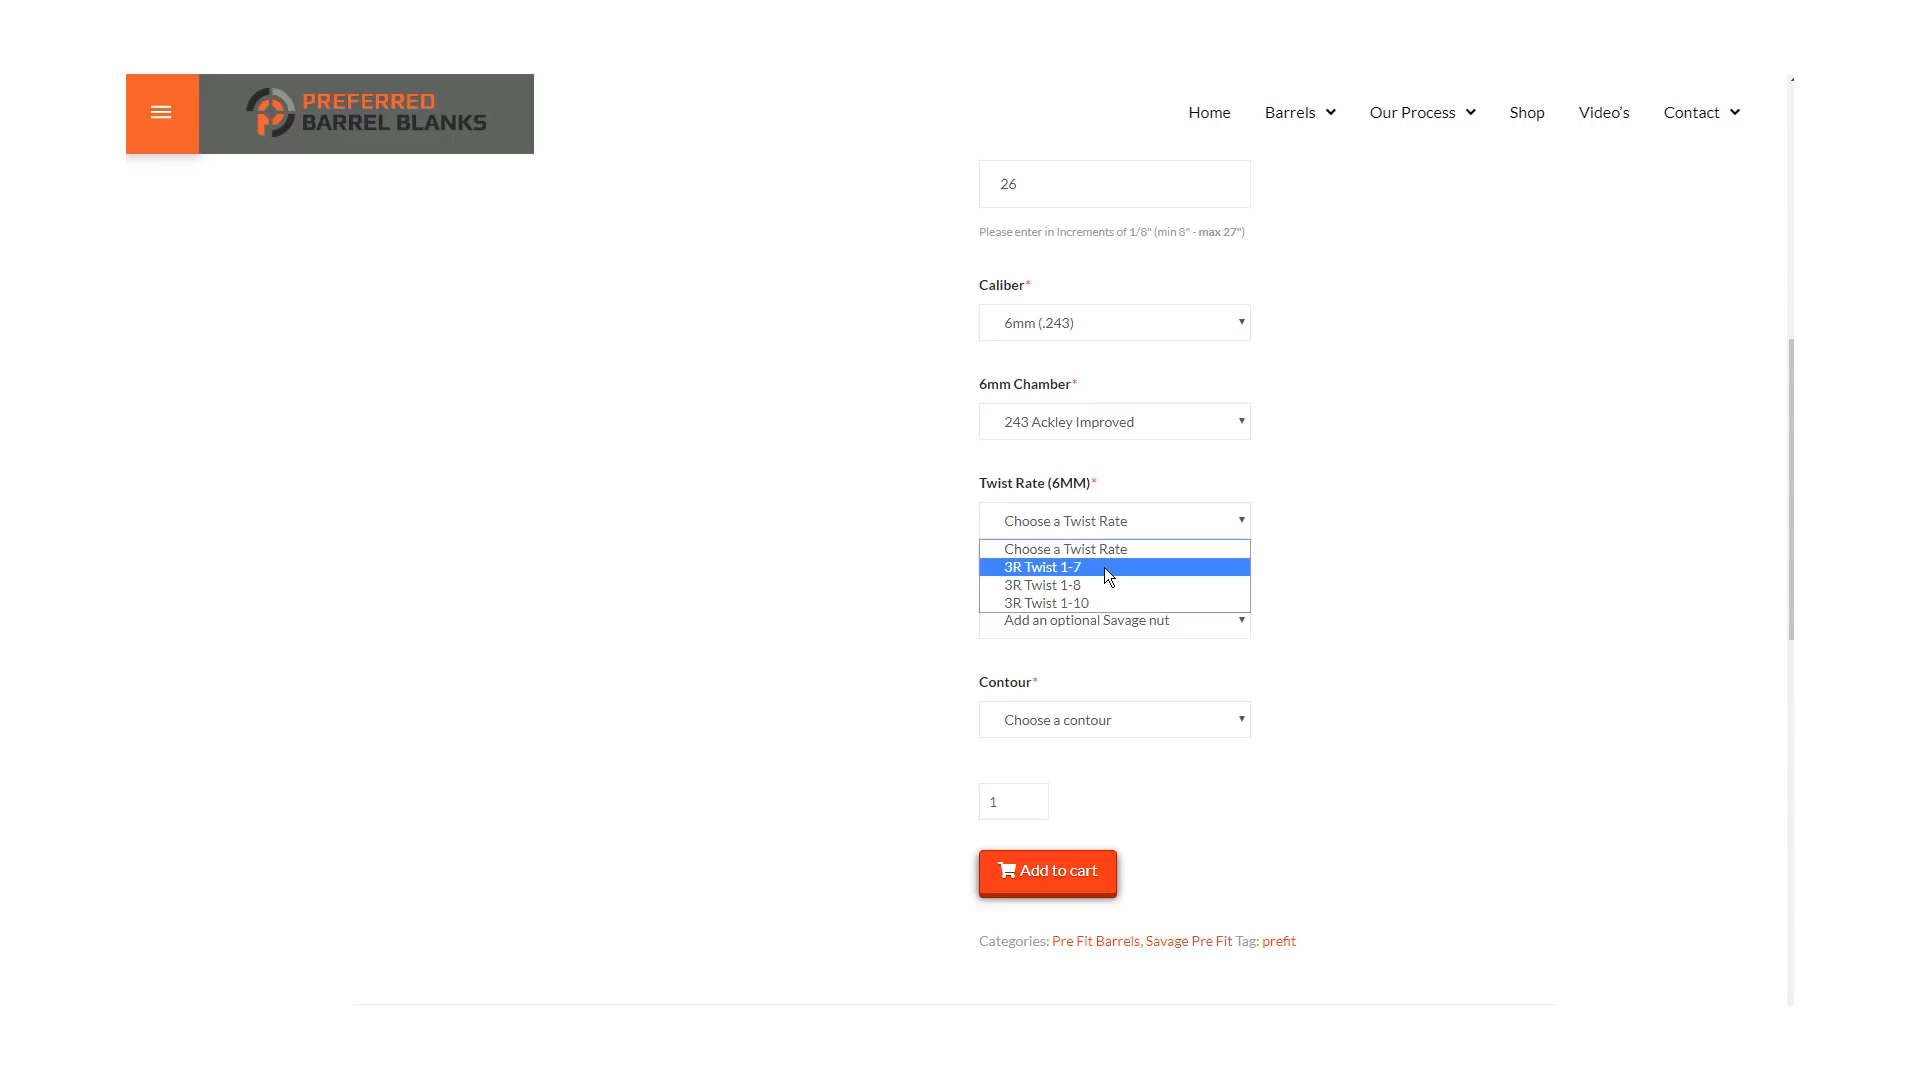 PREFERRED
BARREL BLANKS
Home
Barrels
Our Process
Shop
Video's
Contact
26
Please enter in Increments of 1/8" (min 8" - max 27")
Caliber*
6mm (.243)
6mm Chamber*
243 Ackley Improved
Twist Rate (6MM)*
Choose a Twist Rate
Choose a Twist Rate
3R Twist 1-7
3R Twist 1-8
3R Twist 1-10
Add an optional Savage nut
Contour*
Choose a contour
1
Add to cart
Categories: Pre Fit Barrels, Savage Pre Fit Tag: prefit